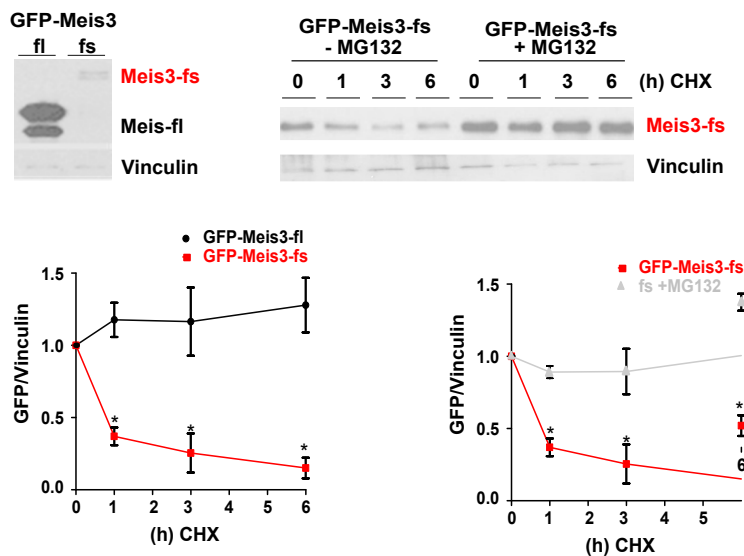 GFP-Meis3
fl fs
Meis3-fs
Meis-fl
Vinculin
GFP-Meis3-fs
- MG132
GFP-Meis3-fs
+ MG132
0 1 3 6 0 1 3 6 (h) CHX
Meis3-fs
Vinculin
GFP-Meis3-fl
GFP-Meis3-fs
1.5
1.0
0.5
0.0
GFP/Vinculin
* * *
0 1 2 3 4 5 6
(h) CHX
GFP-Meis3-fs
fs +MG132
1.5
1.0
0.5
0.0
GFP/Vinculin
* * *
0 1 2 3 4 5
6
(h) CHX